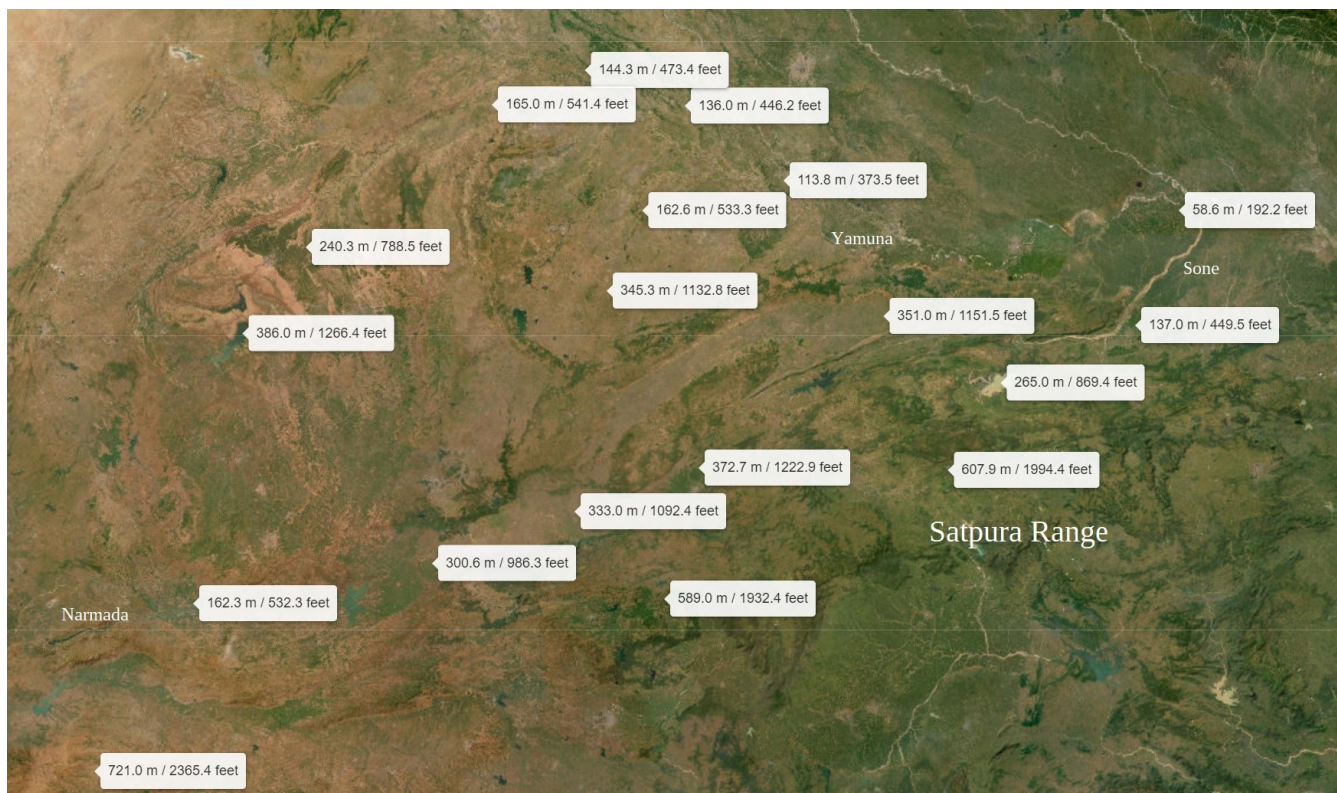 144.3 m / 473.4 feet
165.0 m / 541.4 feet
136.0 m / 446.2 feet
113.8 m / 373.5 feet
162.6 m / 533.3 feet
58.6 m / 192.2 feet
Yamuna
240.3 m / 788.5 feet
Sone
345.3 m / 1132.8 feet
351.0 m / 1151.5 feet
137.0 m / 449.5 feet
386.0 m / 1266.4 feet
265.0 m / 869.4 feet
372.7 m / 1222.9 feet
607.9 m / 1994.4 feet
333.0 m / 1092.4 feet
Satpura Range
300.6 m / 986.3 feet
589.0 m / 1932.4 feet
162.3 m / 532.3 feet
Narmada
721.0 m / 2365.4 feet